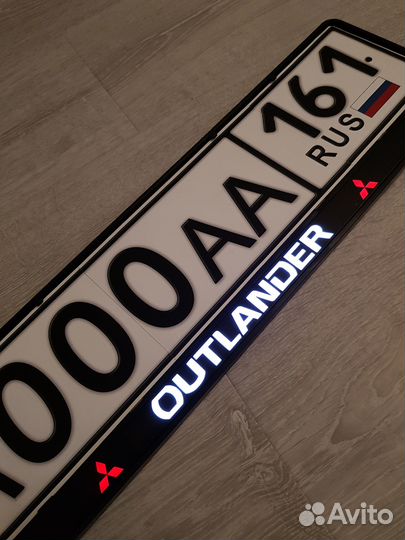 000AA 161
RUS
OUTLANDER
Avito